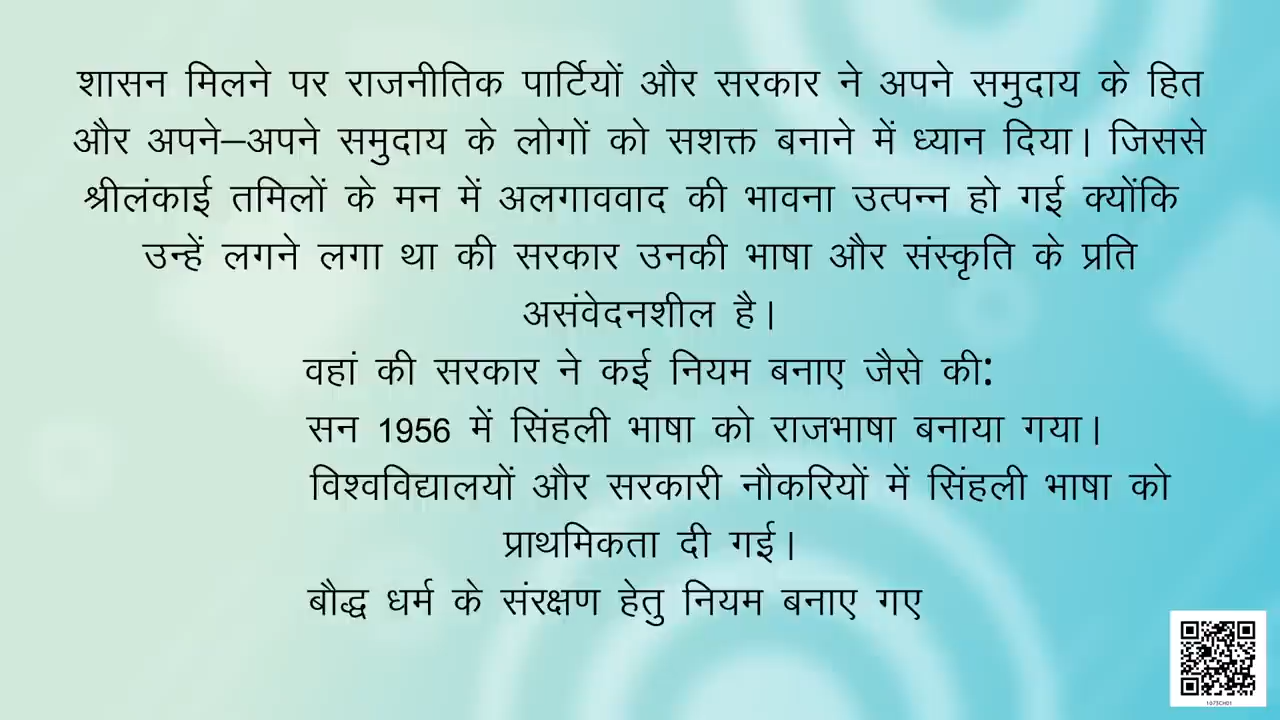 शासन मिलने पर राजनीतिक पार्टियों और सरकार ने अपने समुदाय के हित
और अपने–अपने समुदाय के लोगों को सशक्त बनाने में ध्यान दिया। जिससे
श्रीलंकाई तमिलों के मन में अलगाववाद की भावना उत्पन्न हो गई क्योंकि
उन्हें लगने लगा था की सरकार उनकी भाषा और संस्कृति के प्रति
असंवेदनशील है।
वहां की सरकार ने कई नियम बनाए जैसे की:
सन 1956 में सिंहली भाषा को राजभाषा बनाया गया।
विश्वविद्यालयों और सरकारी नौकरियों में सिंहली भाषा को
प्राथमिकता दी गई।
बौद्ध धर्म के संरक्षण हेतु नियम बनाए गए
1073CH01